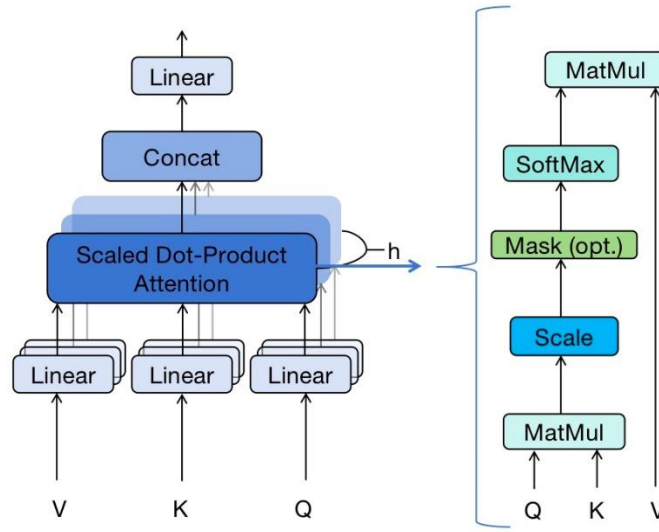 Linear
Concat
Scaled Dot-Product
Attention
h
Linear
Linear
Linear
V
K
Q
MatMul
SoftMax
Mask (opt.)
Scale
MatMul
Q
K
V